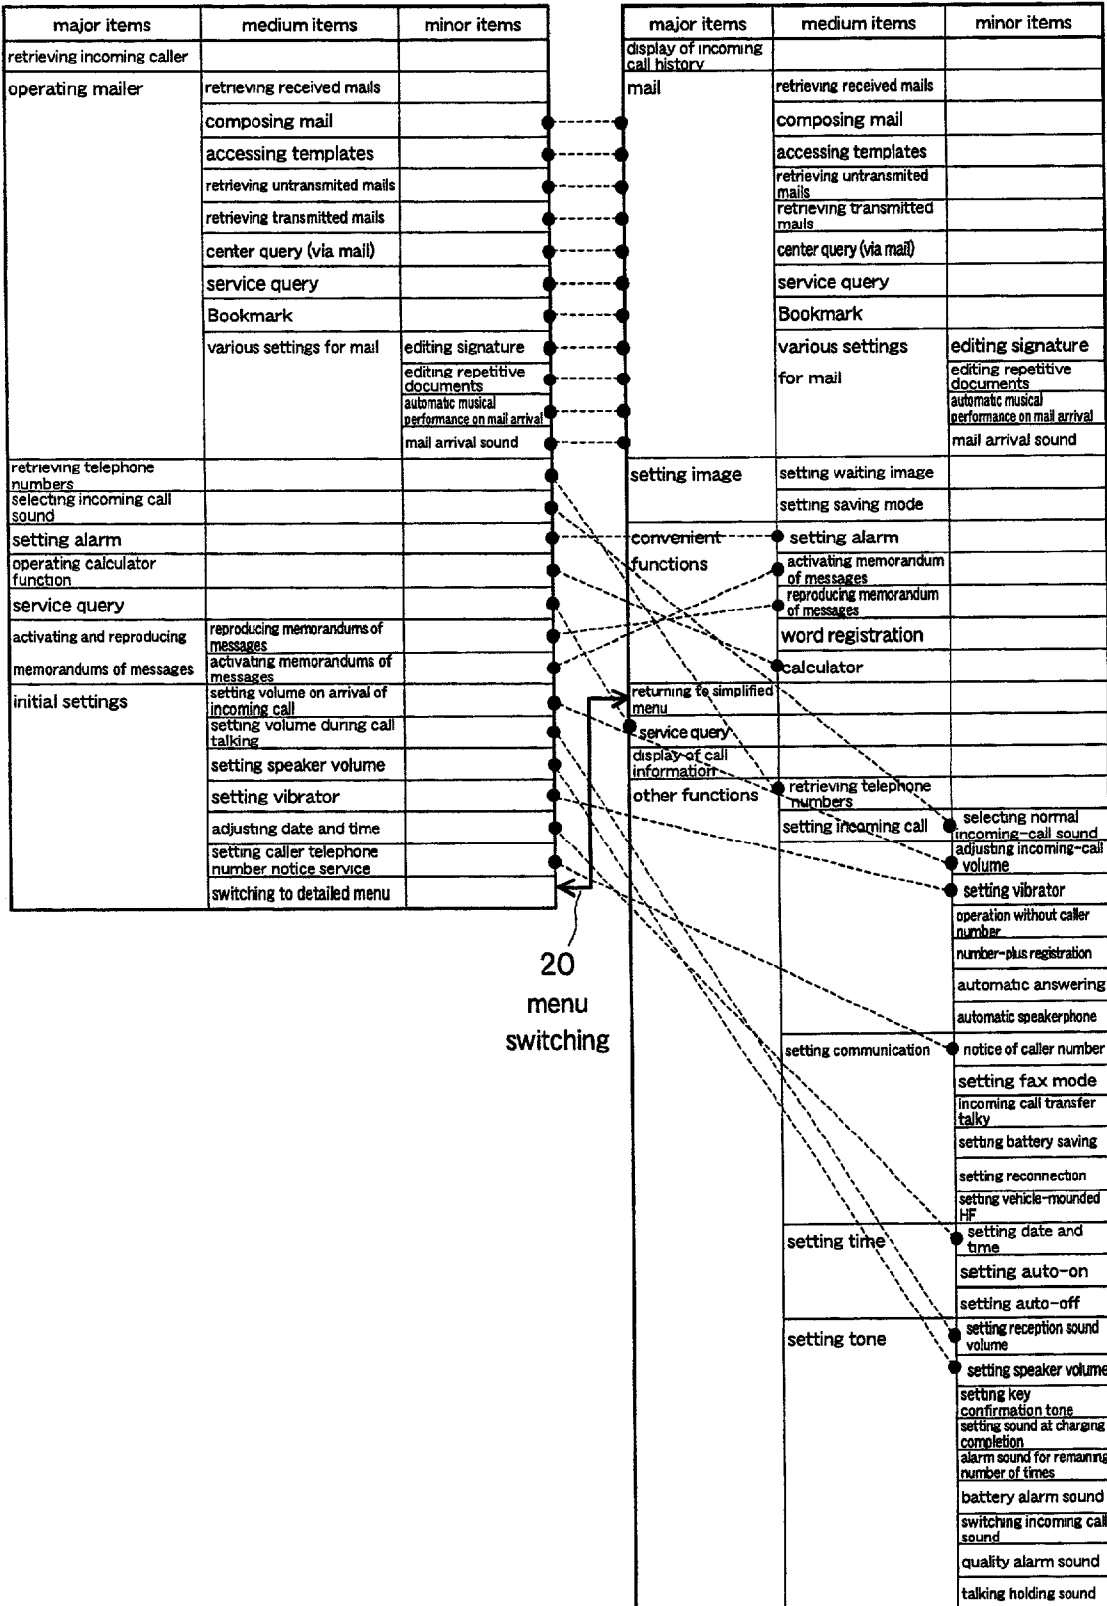 major items
medium items
minor items
retrieving incoming caller
operating mailer
retrieving received mails
composing mail
accessing templates
retrieving untransmited mails
retrieving transmitted mails
center query (via mail)
service query
Bookmark
various settings for mail
editing signature
editing repetitive
documents
automatic musical
performance on mail arrival
mail arrival sound
retrieving telephone
numbers
selecting incoming call
sound
setting alarm
operating calculator
function
service query
activating and reproducing
memorandums of messages
reproducing memorandums of
messages
activating memorandums of
messages
initial settings
setting volume on arrival of
incoming call
setting volume during call
talking
setting speaker volume
setting vibrator
adjusting date and time
setting caller telephone
number notice service
switching to detailed menu
20
menu
switching
major items
medium items
minor items
display of incoming
call history
mail
retrieving received mails
composing mail
accessing templates
retrieving untransmited
mails
retrieving transmitted
mails
center query (via mail)
service query
Bookmark
various settings
for mail
editing signature
editing repetitive
documents
automatic musical
performance on mail arrival
mail arrival sound
setting image
setting waiting image
setting saving mode
convenient
functions
setting alarm
activating memorandum
of messages
reproducing memorandum
of messages
word registration
calculator
returning to simplified
menu
service query
display of call
information
other functions
retrieving telephone
numbers
setting incoming call
selecting normal
incoming-call sound
adjusting incoming-call
volume
setting vibrator
operation without caller
number
number-plus registration
automatic answering
automatic speakerphone
setting communication
notice of caller number
setting fax mode
incoming call transfer
talky
setting battery saving
setting reconnection
setting vehicle-mounded
HF
setting time
setting date and
time
setting auto-on
setting auto-off
setting tone
setting reception sound
volume
setting speaker volume
setting key
confirmation tone
setting sound at charging
completion
alarm sound for remaining
number of times
battery alarm sound
switching incoming call
sound
quality alarm sound
talking holding sound